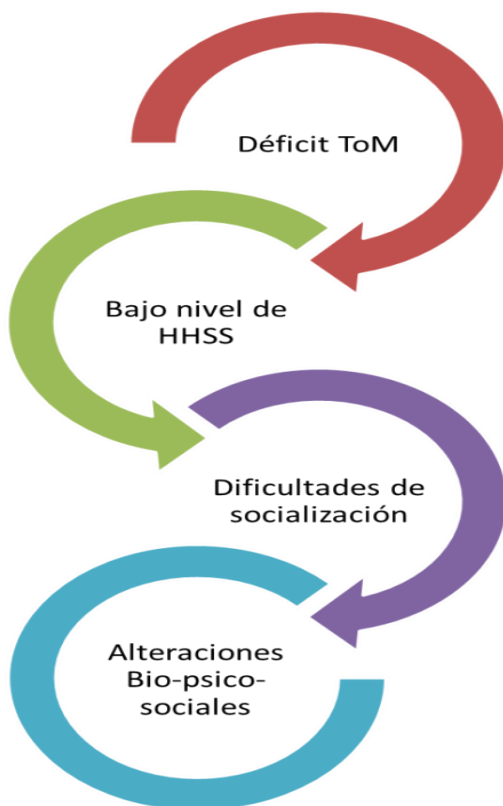 Déficit ToM
Bajo nivel de
HHSS
Dificultades de
socialización
Alteraciones
Bio-psico-
sociales